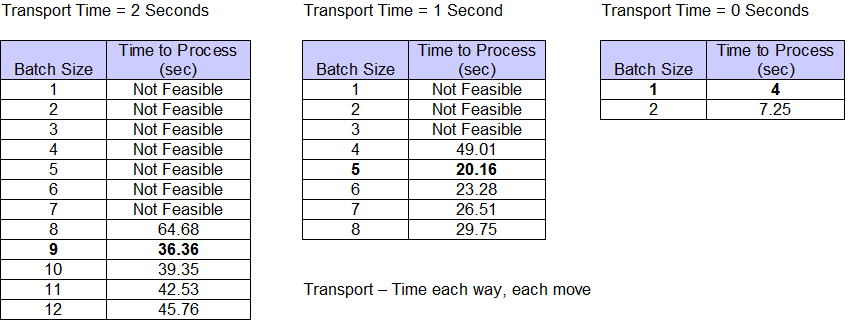 Transport Time = 2 Seconds
Batch Size Time to Process (sec)
1 Not Feasible
2 Not Feasible
3 Not Feasible
4 Not Feasible
5 Not Feasible
6 Not Feasible
7 Not Feasible
8 64.68
9 36.36
10 39.35
11 42.53
12 45.76
Transport Time = 1 Second
Batch Size Time to Process (sec)
1 Not Feasible
2 Not Feasible
3 Not Feasible
4 49.01
5 20.16
6 23.28
7 26.51
8 29.75
Transport – Time each way, each move
Transport Time = 0 Seconds
Batch Size Time to Process (sec)
1 4
2 7.25